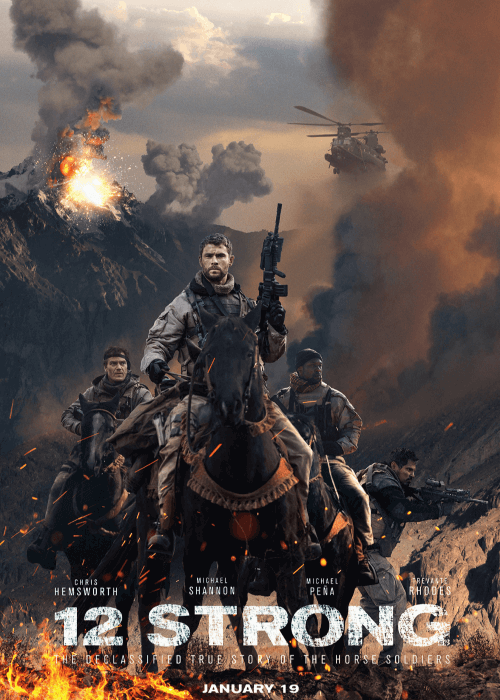 CHRIS MICHAEL MICHAEL TREVANTE
HEMSWORTH SHANNON PEÑA RHODES
12 STRONG
THE DECLASSIFIED TRUE STORY OF THE HORSE SOLDIERS
JANUARY 19